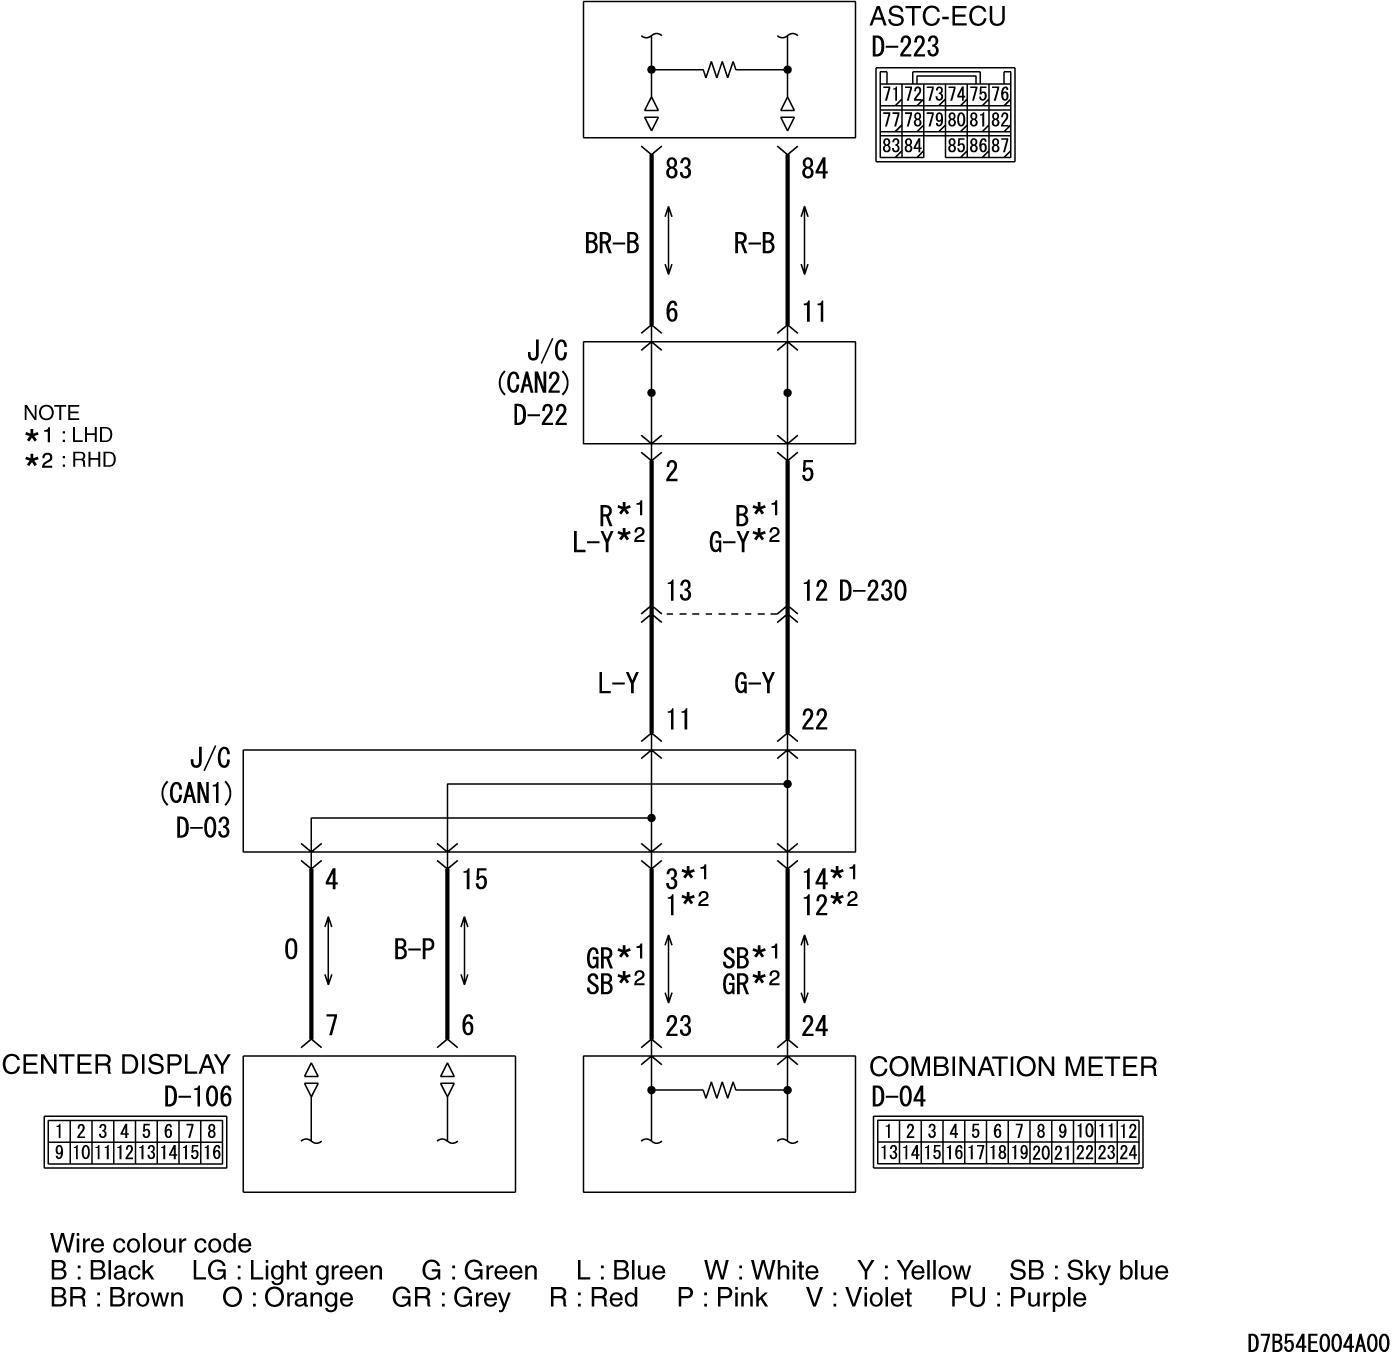 ASTC-ECU
D-223
71 72 73 74 75 76
77 78 79 80 81 82
83 84 85 86 87
83 84
BR-B R-B
6 11
J/C
(CAN2)
D-22
NOTE
*1 : LHD
*2 : RHD
2 5
R*1 B*1
L-Y*2 G-Y*2
13 12 D-230
L-Y G-Y
11 22
J/C
(CAN1)
D-03
4 15 3*1 14*1
1*2 12*2
O B-P GR*1 SB*1
SB*2 GR*2
7 6 23 24
CENTER DISPLAY
D-106
1 2 3 4 5 6 7 8
9 10 11 12 13 14 15 16
COMBINATION METER
D-04
1 2 3 4 5 6 7 8 9 10 11 12
13 14 15 16 17 18 19 20 21 22 23 24
Wire colour code
B : Black LG : Light green G : Green L : Blue W : White Y : Yellow SB : Sky blue
BR : Brown O : Orange GR : Grey R : Red P : Pink V : Violet PU : Purple
D7B54E004A00